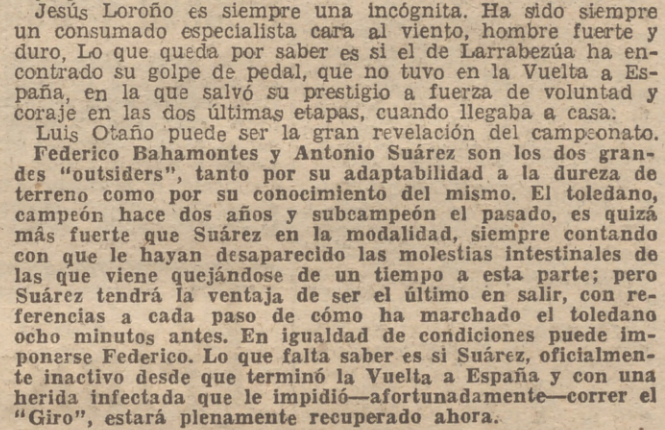 Jesús Loroño es siempre una incógnita. Ha sido siempre
un consumado especialista cara al viento, hombre fuerte y
duro, Lo que queda por saber es si el de Larrabezúa ha en-
contrado su golpe de pedal, que no tuvo en la Vuelta a Es-
paña, en la que salvó su prestigio a fuerza de voluntad y
coraje en las dos últimas etapas, cuando llegaba a casa.
Luis Otaño puede ser la gran revelación del campeonato.
Federico Bahamontes y Antonio Suárez son los dos gran-
des "outsiders", tanto por su adaptabilidad a la dureza de
terreno como por su conocimiento del mismo. El toledano,
campeón hace dos años y subcampeón el pasado, es quizá
más fuerte que Suárez en la modalidad, siempre contando
con que le hayan desaparecido las molestias intestinales de
las que viene quejándose de un tiempo a esta parte; pero
Suárez tendrá la ventaja de ser el último en salir, con re-
ferencias a cada paso de cómo ha marchado el toledano
ocho minutos antes. En igualdad de condiciones puede im-
ponerse Federico. Lo que falta saber es si Suárez, oficialmen-
te inactivo desde que terminó la Vuelta a España y con una
herida infectada que le impidió—afortunadamente—correr el
"Giro", estará plenamente recuperado ahora.